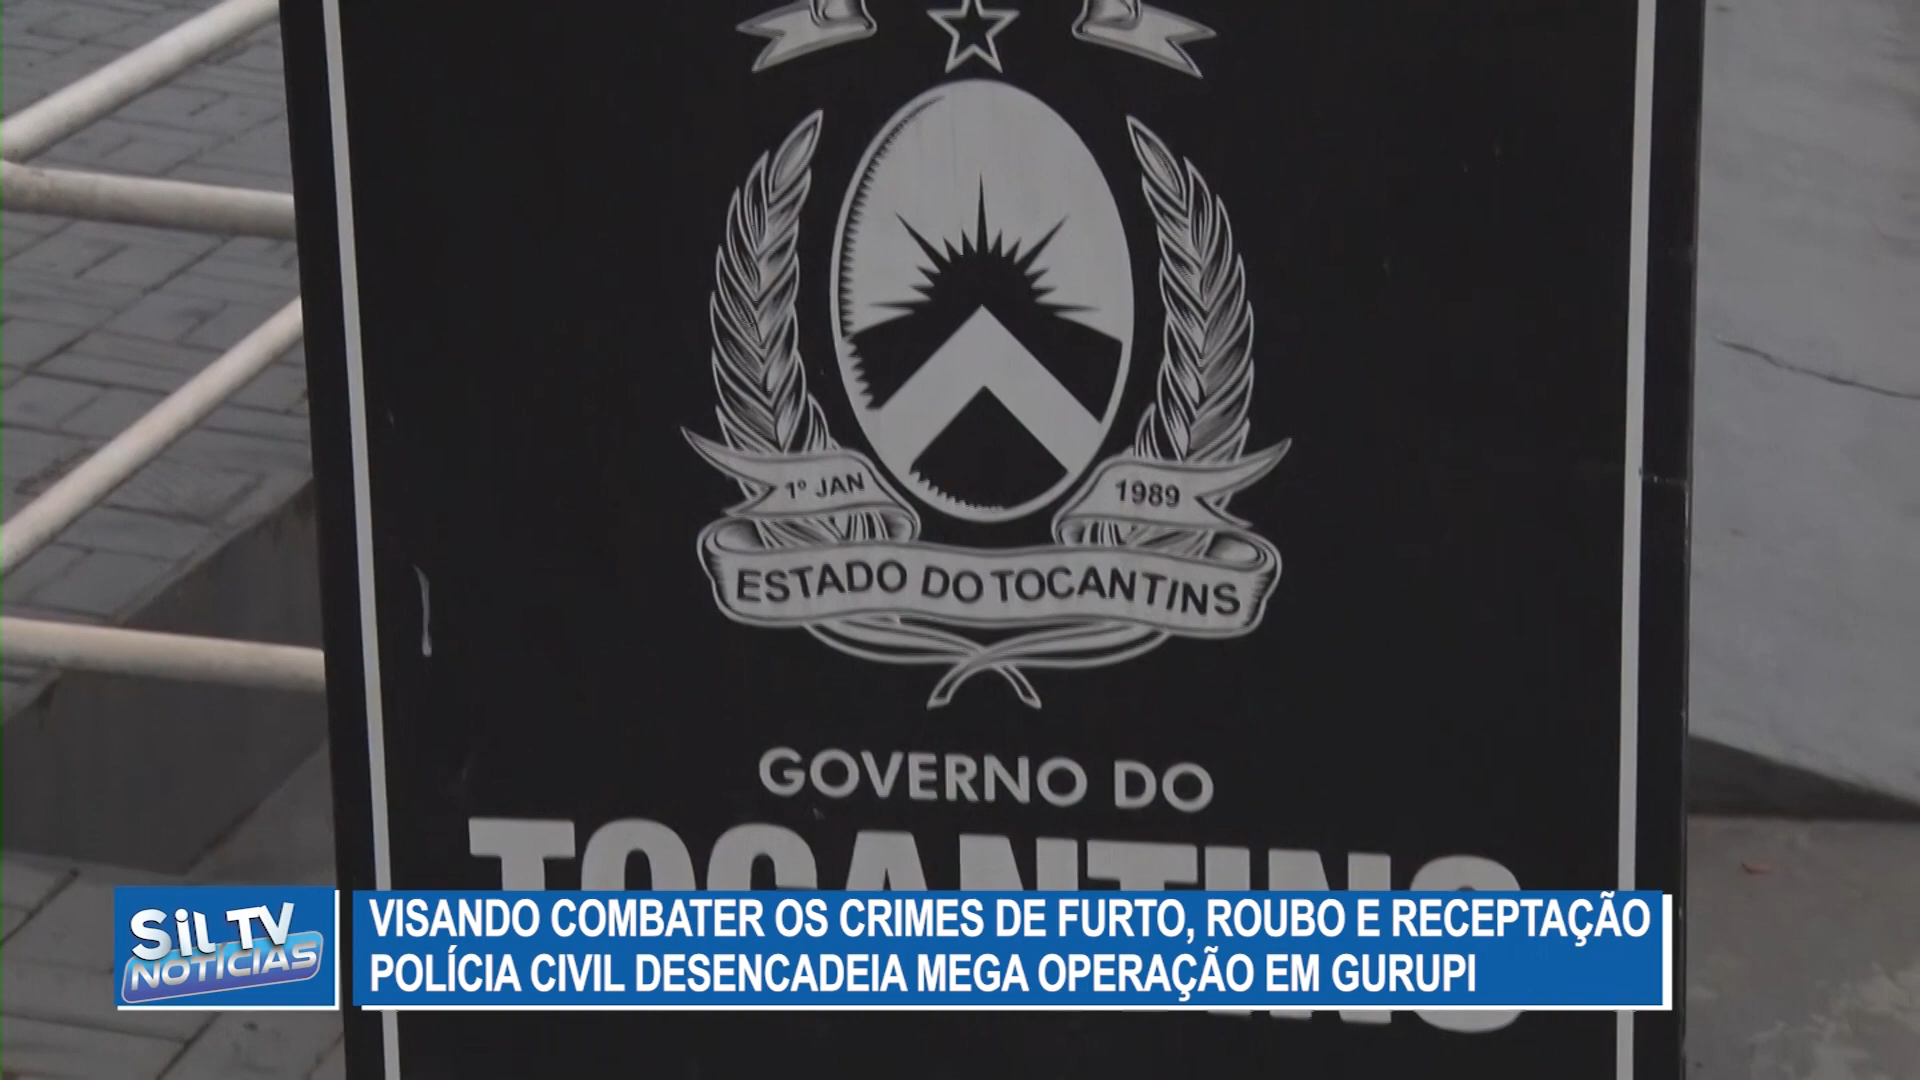 1º JAN
1989
ESTADO DO TOCANTINS
GOVERNO DO
TOCANTINS
SiL TV
NOTÍCIAS
VISANDO COMBATER OS CRIMES DE FURTO, ROUBO E RECEPTAÇÃO
POLÍCIA CIVIL DESENCADEIA MEGA OPERAÇÃO EM GURUPI